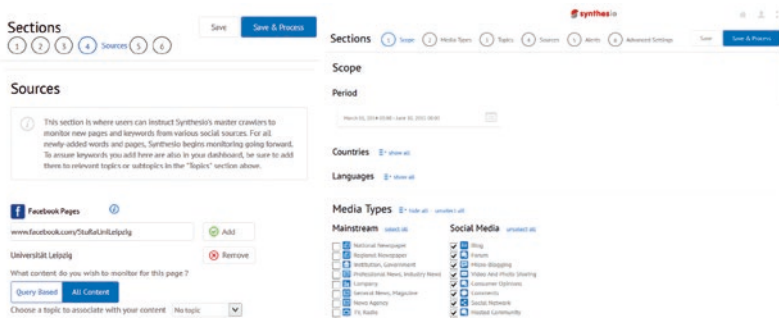 Sections
Save
Save & Process
1 2 3 4 Sources 5 6
Sources
This section is where users can instruct Synthesio's master crawlers to
monitor new pages and keywords from various social sources. For all
newly-added words and pages, Synthesio begins monitoring going forward.
To assure keywords you add here are also in your dashboard, be sure to add
them to relevant topics or subtopics in the "Topics" section above.
Facebook Pages
www.facebook.com/StuRaUniLeipzig
Add
Universität Leipzig
Remove
What content do you wish to monitor for this page ?
Query Based All Content
Choose a topic to associate with your content No topic
synthesio
Sections 1 Scope 2 Media Types 3 Topics 4 Sources 5 Alerts 6 Advanced Settings
Save
Save & Process
Scope
Period
Countries show all
Languages show all
Media Types hide all unselect all
Mainstream select all
National Newspaper
Regional Newspaper
Institution, Government
Professional News, Industry News
Company
General News, Magazine
News Agency
TV, Radio
Social Media unselect all
Blog
Forum
Micro-Blogging
Video And Photo Sharing
Consumer Opinions
Comments
Social Network
Hosted Community